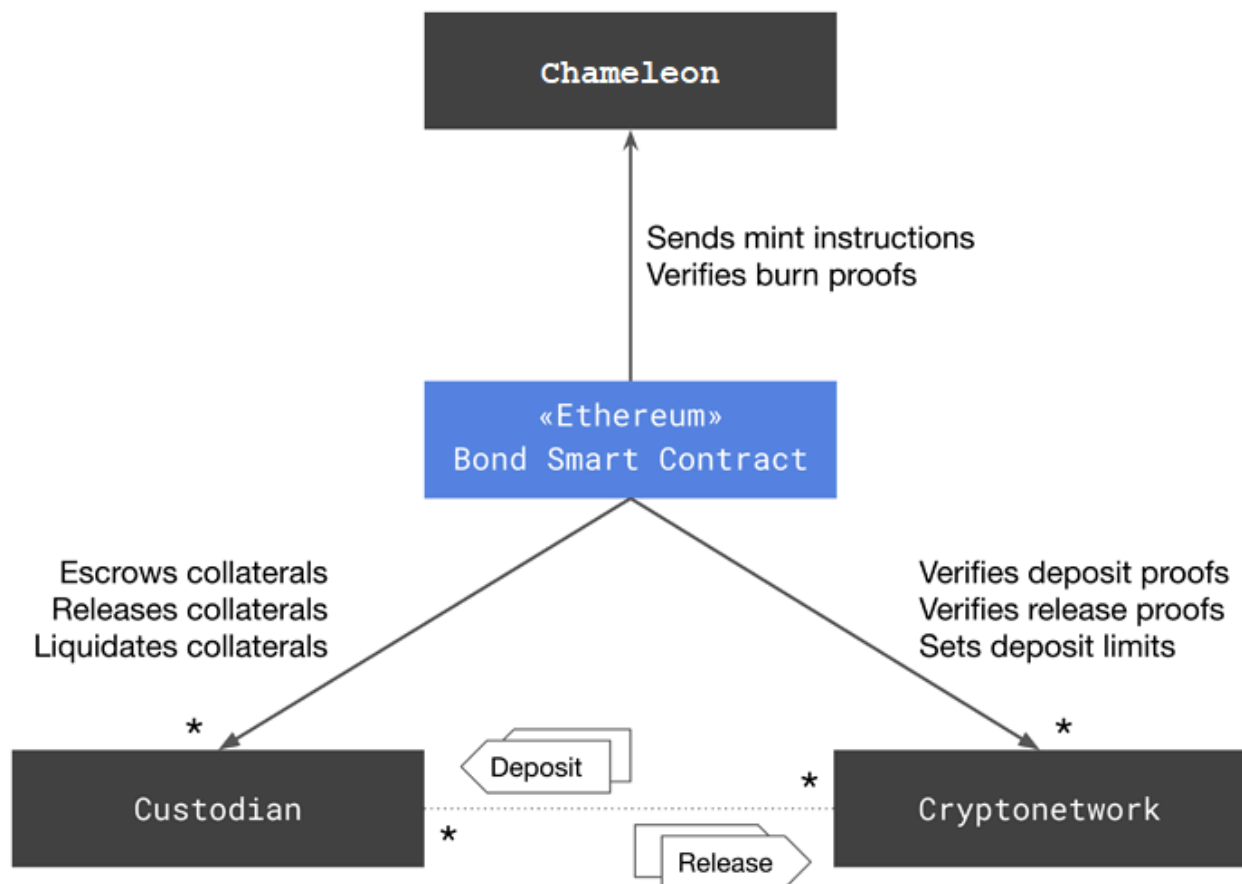 Chameleon
Sends mint instructions
Verifies burn proofs
«Ethereum»
Bond Smart Contract
Escrows collaterals
Releases collaterals
Liquidates collaterals
Verifies deposit proofs
Verifies release proofs
Sets deposit limits
*
*
Deposit
*
Custodian
Cryptonetwork
*
Release